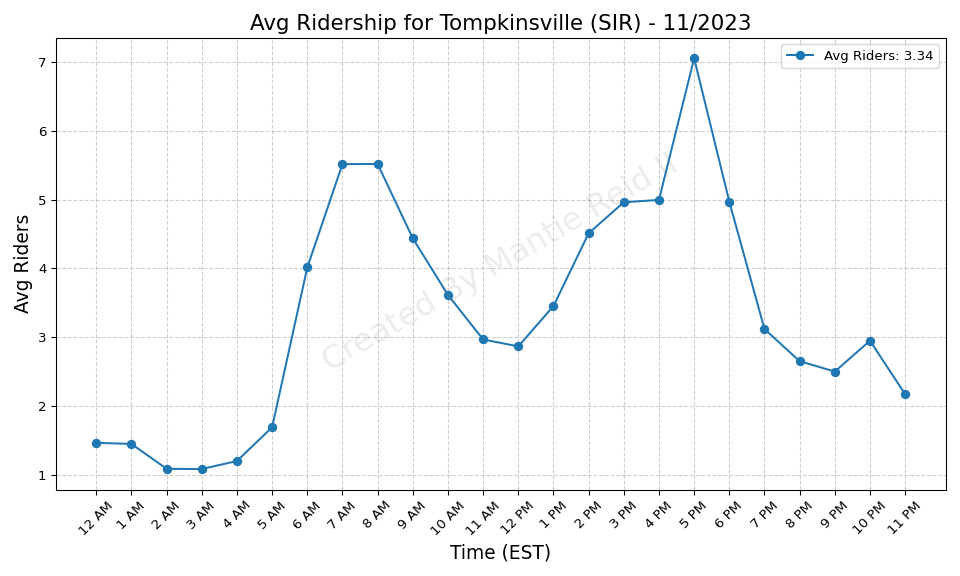 Avg Ridership for Tompkinsville (SIR) - 11/2023
Avg Riders: 3.34
7
6
5
4
3
2
1
Avg Riders
Created By Mantie Reid II
12 AM
1 AM
2 AM
3 AM
4 AM
5 AM
6 AM
7 AM
8 AM
9 AM
10 AM
11 AM
12 PM
1 PM
2 PM
3 PM
4 PM
5 PM
6 PM
7 PM
8 PM
9 PM
10 PM
11 PM
Time (EST)